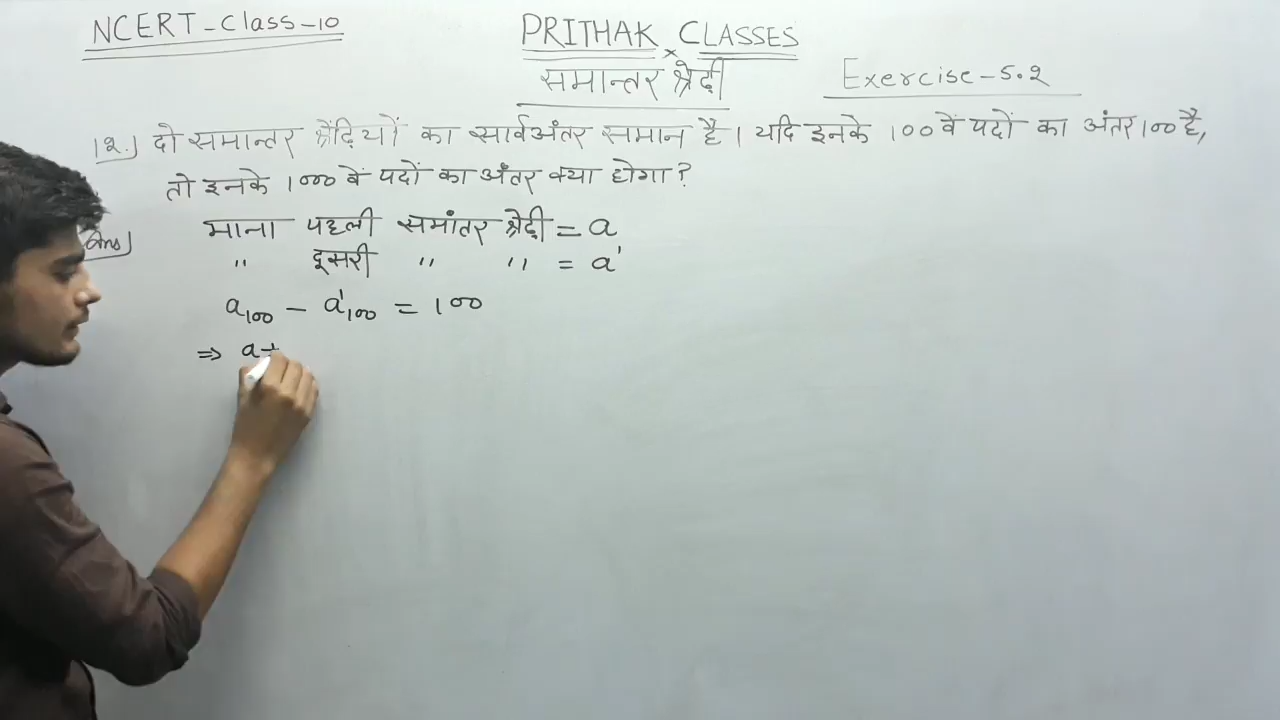 NCERT-Class-10
PRITHAK CLASSES
×
समान्तर श्रेढ़ी
Exercise-5.2
12.) दो समान्तर श्रेढ़ियों का सार्वअंतर समान है। यदि इनके 100वें पदों का अंतर 100 है,
तो इनके 1000 वें पदों का अंतर क्या होगा?
Ans)
माना पहली समांतर श्रेढ़ी = a
" दूसरी " " = a'
a₁₀₀ - a'₁₀₀ = 100
⇒ a+